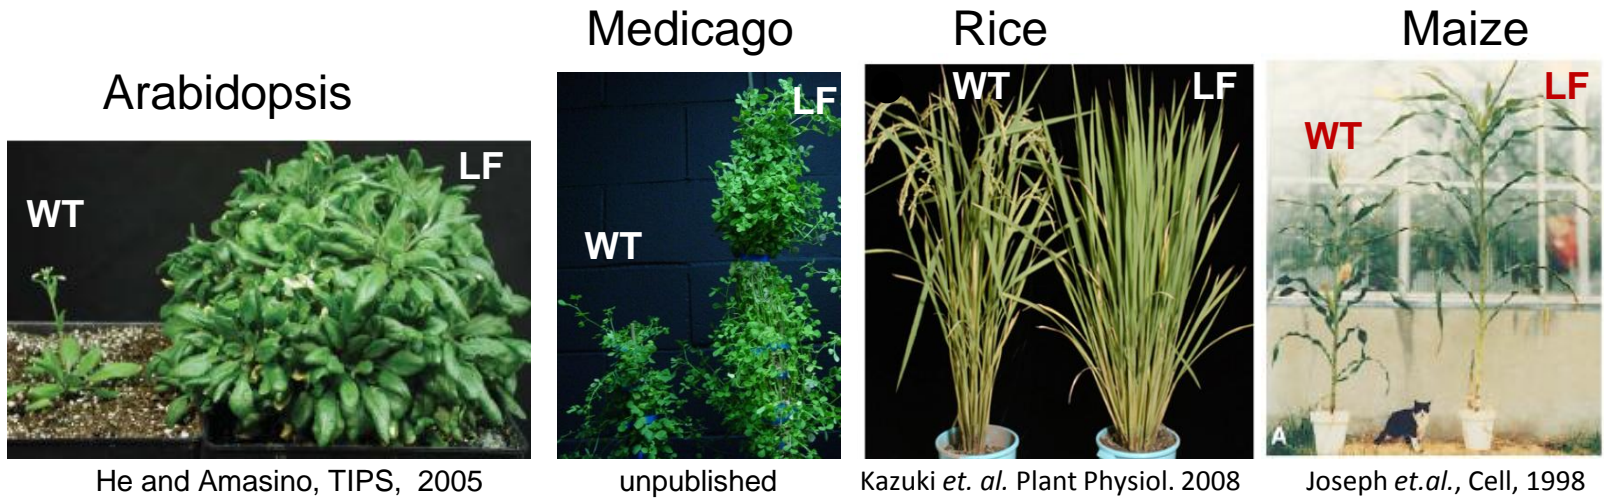 Arabidopsis
WT
LF
He and Amasino, TIPS, 2005
Medicago
WT
LF
unpublished
Rice
WT
LF
Kazuki et. al. Plant Physiol. 2008
Maize
WT
LF
A
Joseph et.al., Cell, 1998